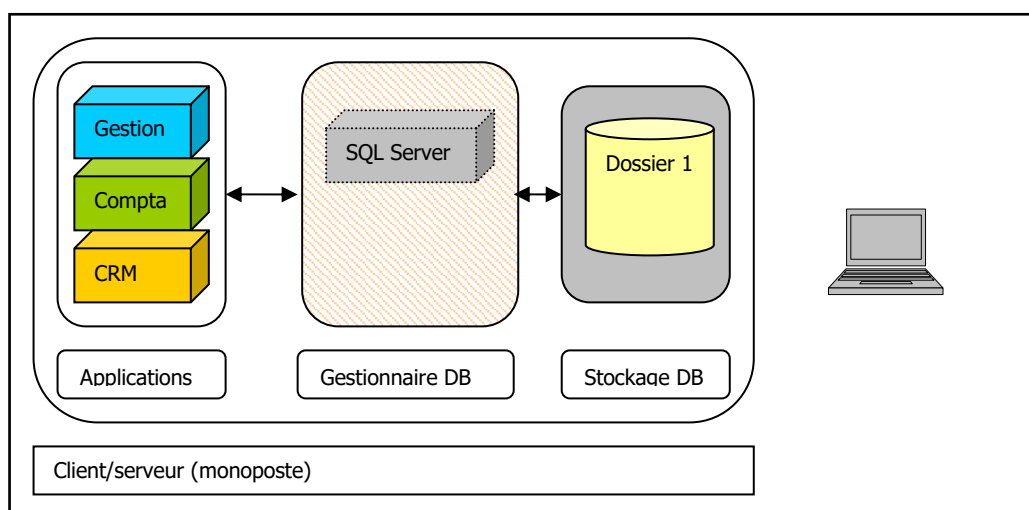 Gestion
Compta
CRM
SQL Server
Dossier 1
Applications
Gestionnaire DB
Stockage DB
Client/serveur (monoposte)